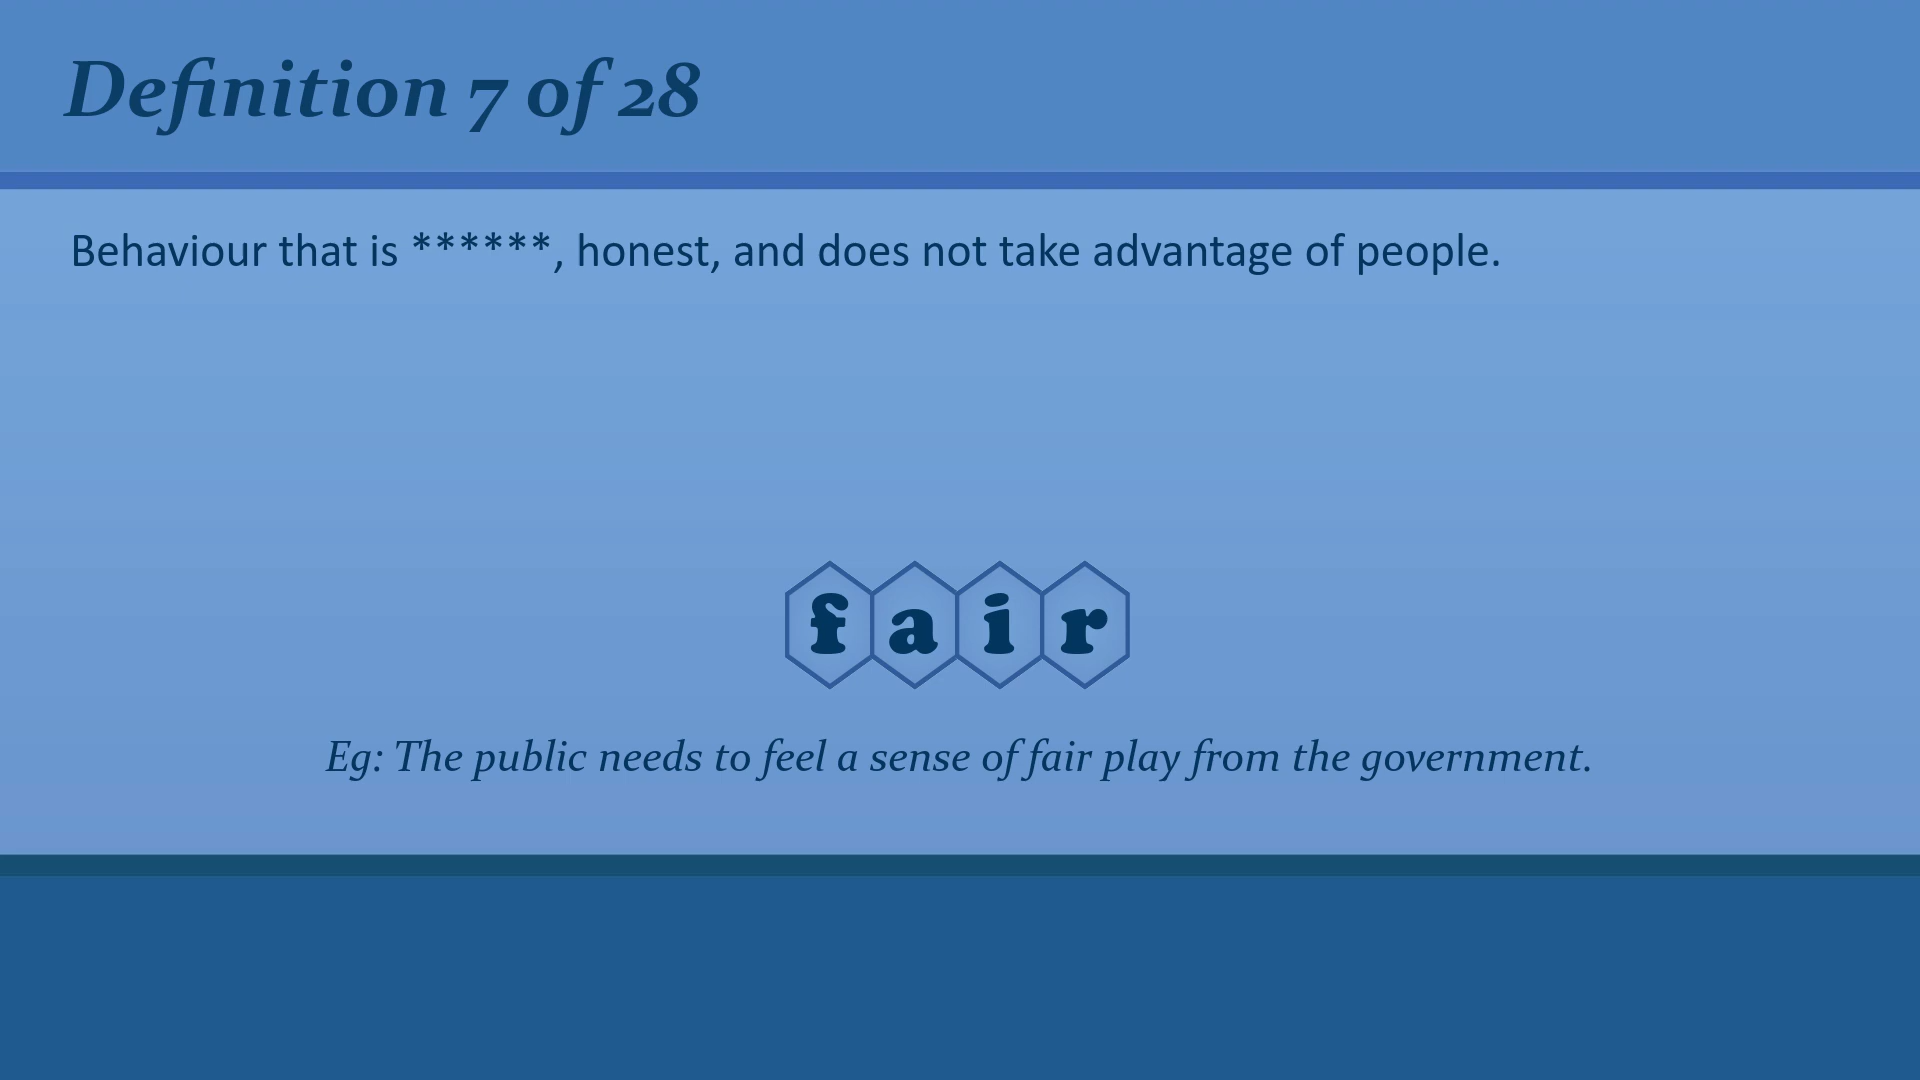 Definition 7 of 28
Behaviour that is ******, honest, and does not take advantage of people.
fair
Eg: The public needs to feel a sense of fair play from the government.